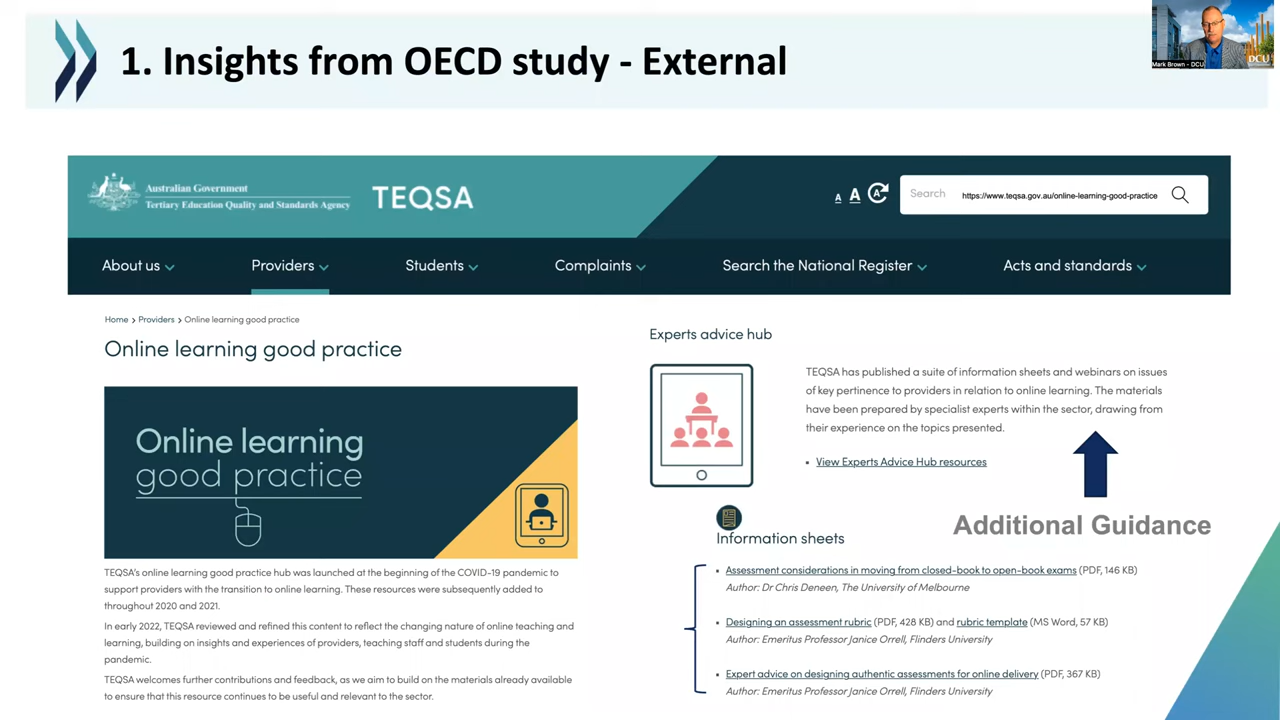 1. Insights from OECD study - External
Mark Brown - DCU
DCU
Australian Government
Tertiary Education Quality and Standards Agency
TEQSA
A A A
Search https://www.teqsa.gov.au/online-learning-good-practice
About us
Providers
Students
Complaints
Search the National Register
Acts and standards
Home > Providers > Online learning good practice
Online learning good practice
Online learning
good practice
TEQSA's online learning good practice hub was launched at the beginning of the COVID-19 pandemic to
support providers with the transition to online learning. These resources were subsequently added to
throughout 2020 and 2021.
In early 2022, TEQSA reviewed and refined this content to reflect the changing nature of online teaching and
learning, building on insights and experiences of providers, teaching staff and students during the
pandemic.
TEQSA welcomes further contributions and feedback, as we aim to build on the materials already available
to ensure that this resource continues to be useful and relevant to the sector.
Experts advice hub
TEQSA has published a suite of information sheets and webinars on issues
of key pertinence to providers in relation to online learning. The materials
have been prepared by specialist experts within the sector, drawing from
their experience on the topics presented.
▪ View Experts Advice Hub resources
Additional Guidance
Information sheets
▪ Assessment considerations in moving from closed-book to open-book exams (PDF, 146 KB)
Author: Dr Chris Deneen, The University of Melbourne
▪ Designing an assessment rubric (PDF, 428 KB) and rubric template (MS Word, 57 KB)
Author: Emeritus Professor Janice Orrell, Flinders University
▪ Expert advice on designing authentic assessments for online delivery (PDF, 367 KB)
Author: Emeritus Professor Janice Orrell, Flinders University